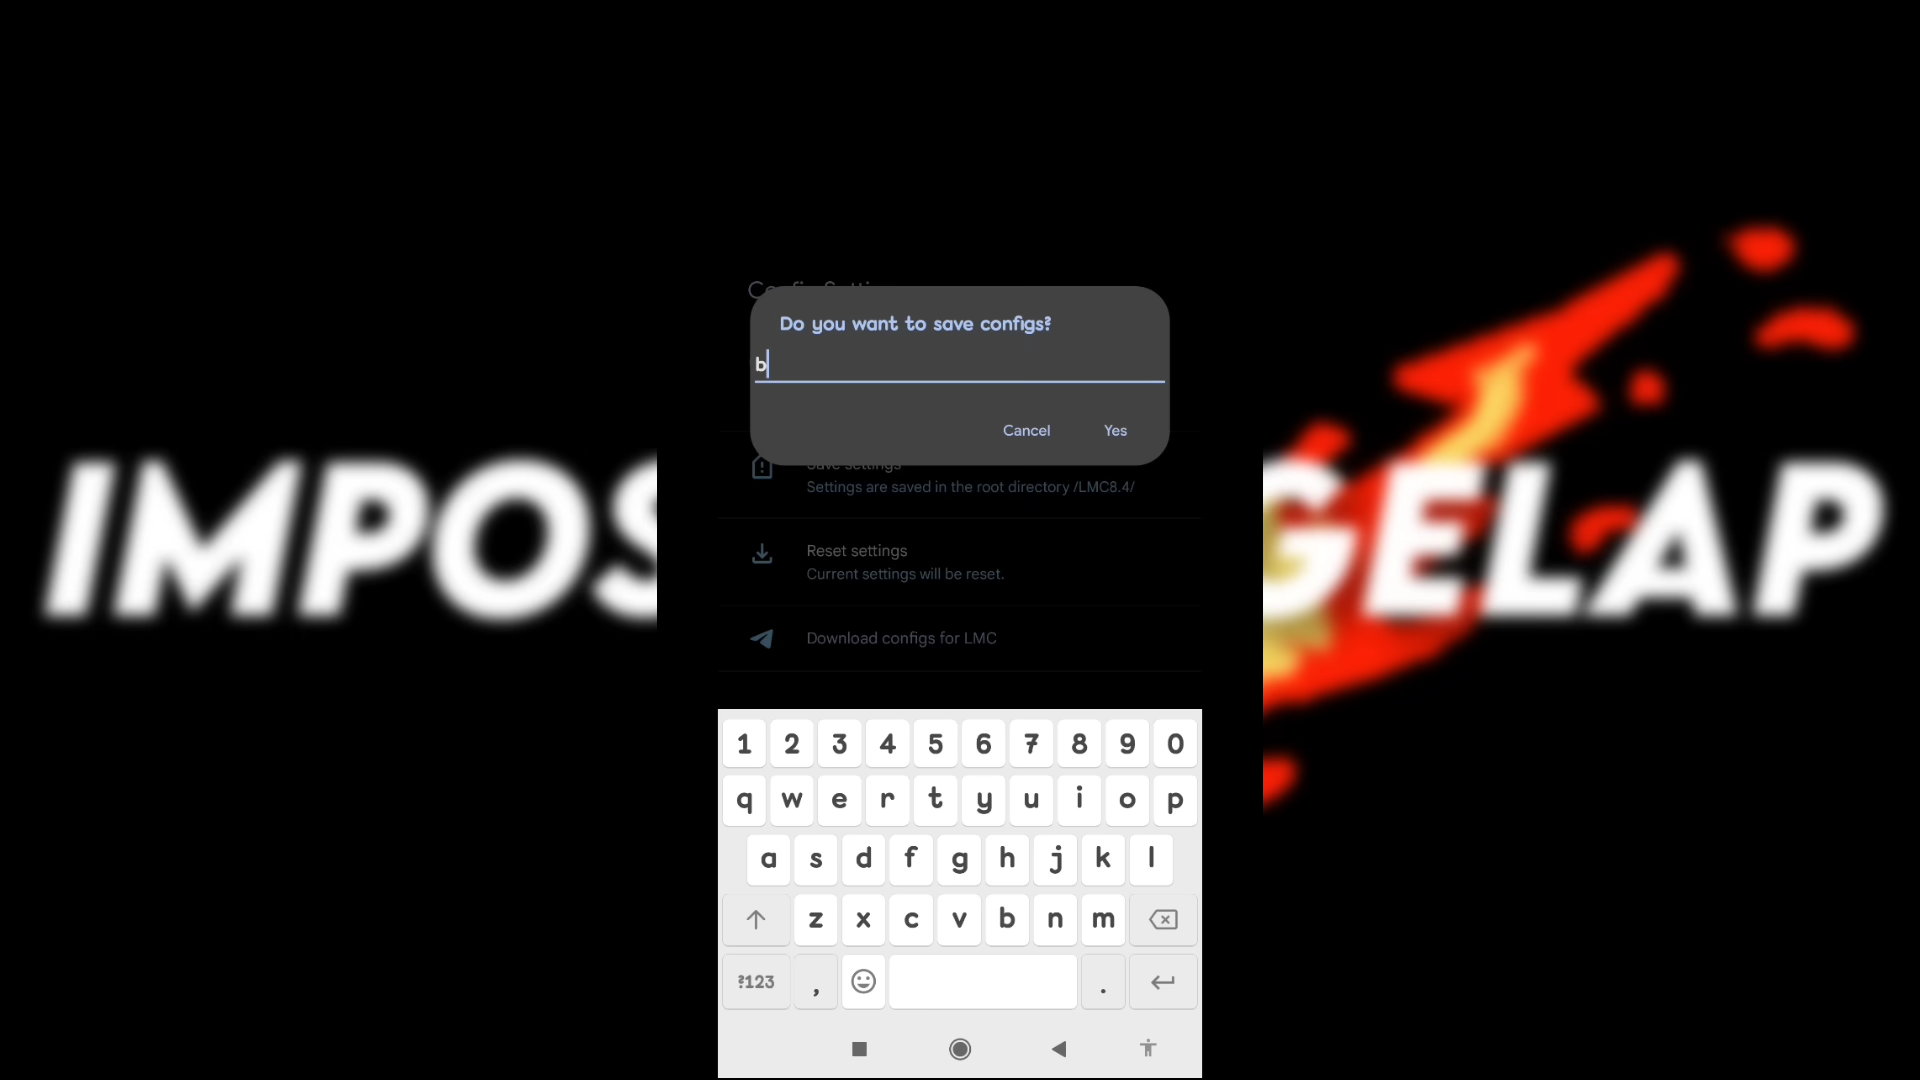 Do you want to save configs?
b
Cancel Yes
Save settings
Settings are saved in the root directory /LMC8.4/
Reset settings
Current settings will be reset.
Download configs for LMC
IMPOS GELAP
1 2 3 4 5 6 7 8 9 0
q w e r t y u i o p
a s d f g h j k l
z x c v b n m
?123 , .